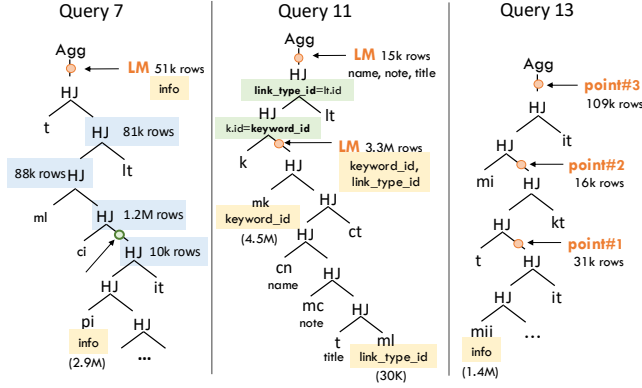 Query 7
Agg
LM 51k rows
info
HJ
t
HJ
81k rows
88k rows
HJ
lt
ml
HJ
1.2M rows
ci
HJ
10k rows
it
HJ
pi
HJ
info
(2.9M)
...
Query 11
Agg
LM 15k rows
name, note, title
HJ
link_type_id=lt.id
HJ
lt
k.id=keyword_id
k
LM 3.3M rows
keyword_id,
link_type_id
HJ
mk
HJ
keyword_id
(4.5M)
ct
HJ
cn
name
HJ
mc
note
HJ
t
ml
title
link_type_id
(30K)
Query 13
Agg
point#3
109k rows
HJ
it
HJ
point#2
mi
16k rows
HJ
kt
HJ
point#1
t
31k rows
HJ
it
HJ
mii
...
info
(1.4M)